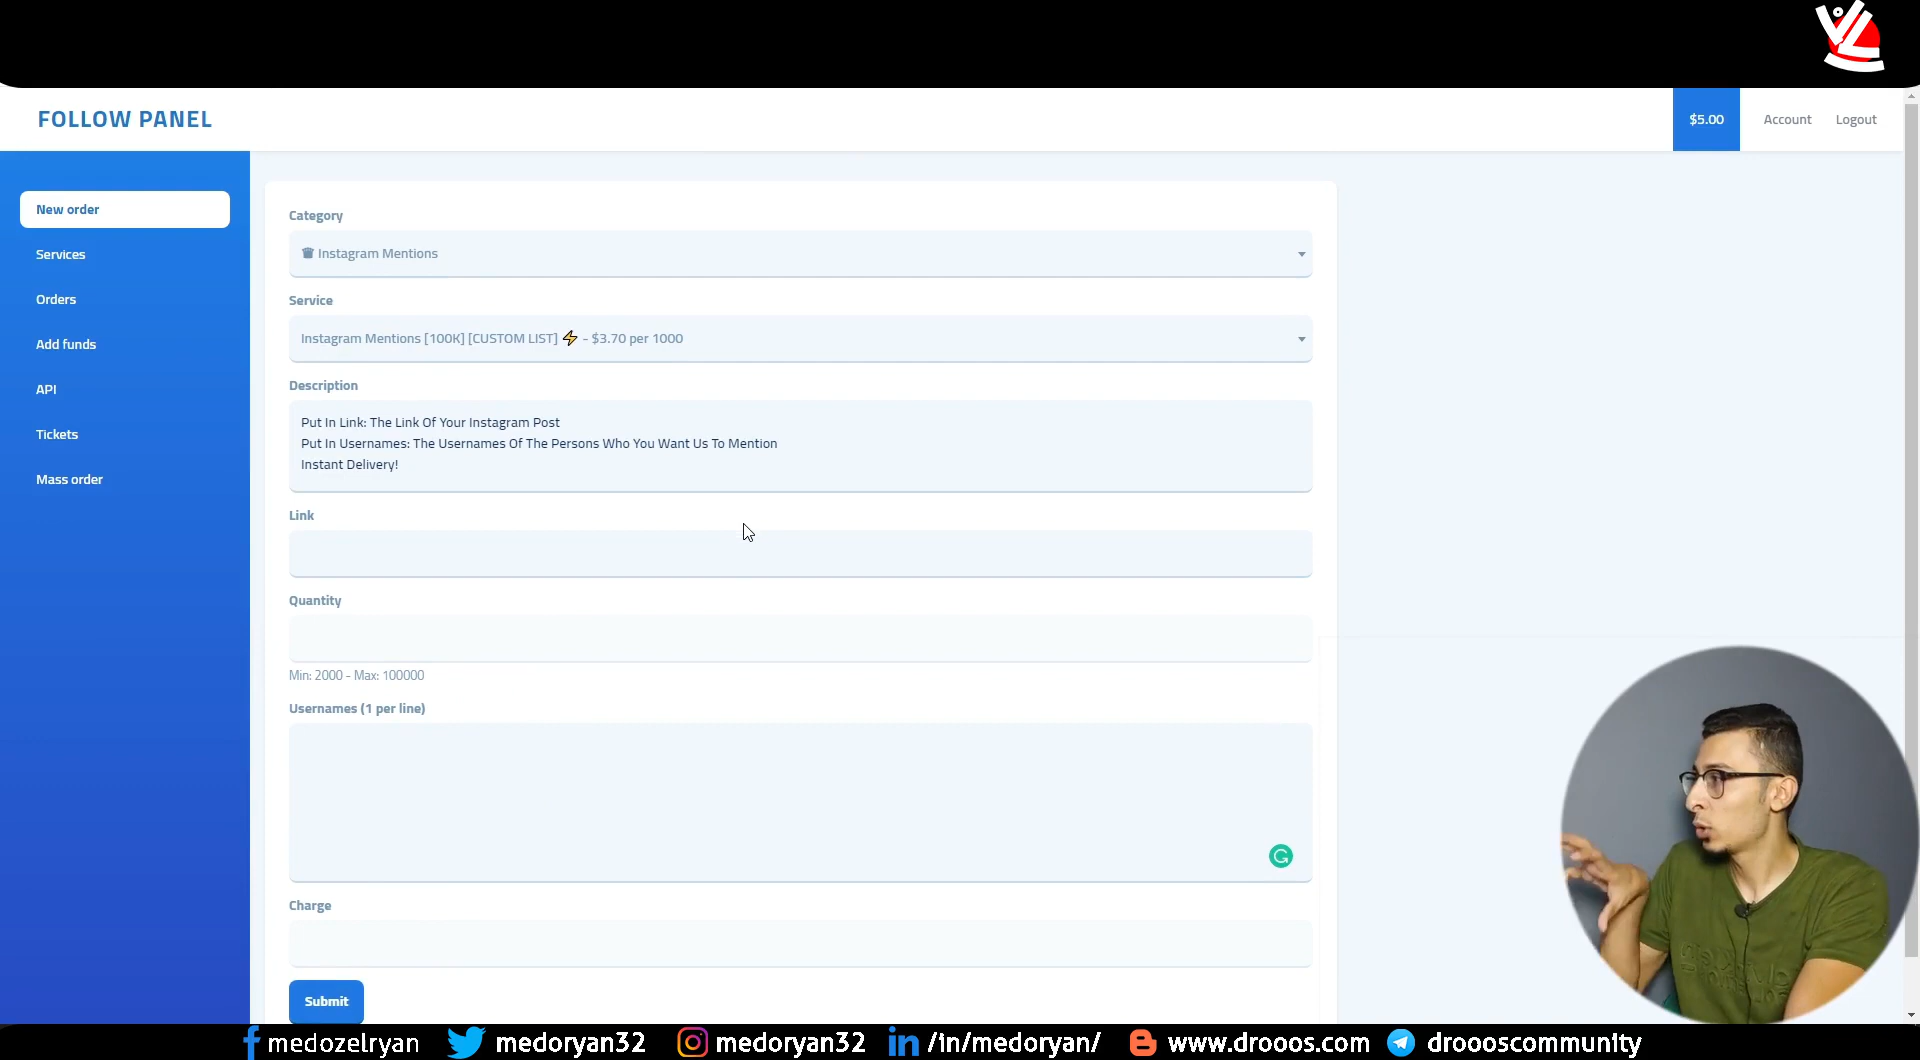 FOLLOW PANEL
$5.00
Account
Logout
New order
Services
Orders
Add funds
API
Tickets
Mass order
Category
Instagram Mentions
Service
Instagram Mentions [100K] [CUSTOM LIST] ⚡ - $3.70 per 1000
Description
Put In Link: The Link Of Your Instagram Post
Put In Usernames: The Usernames Of The Persons Who You Want Us To Mention
Instant Delivery!
Link
Quantity
Min: 2000 - Max: 100000
Usernames (1 per line)
Charge
Submit
medozelryan
medoryan32
medoryan32
/in/medoryan/
www.drooos.com
droooscommunity